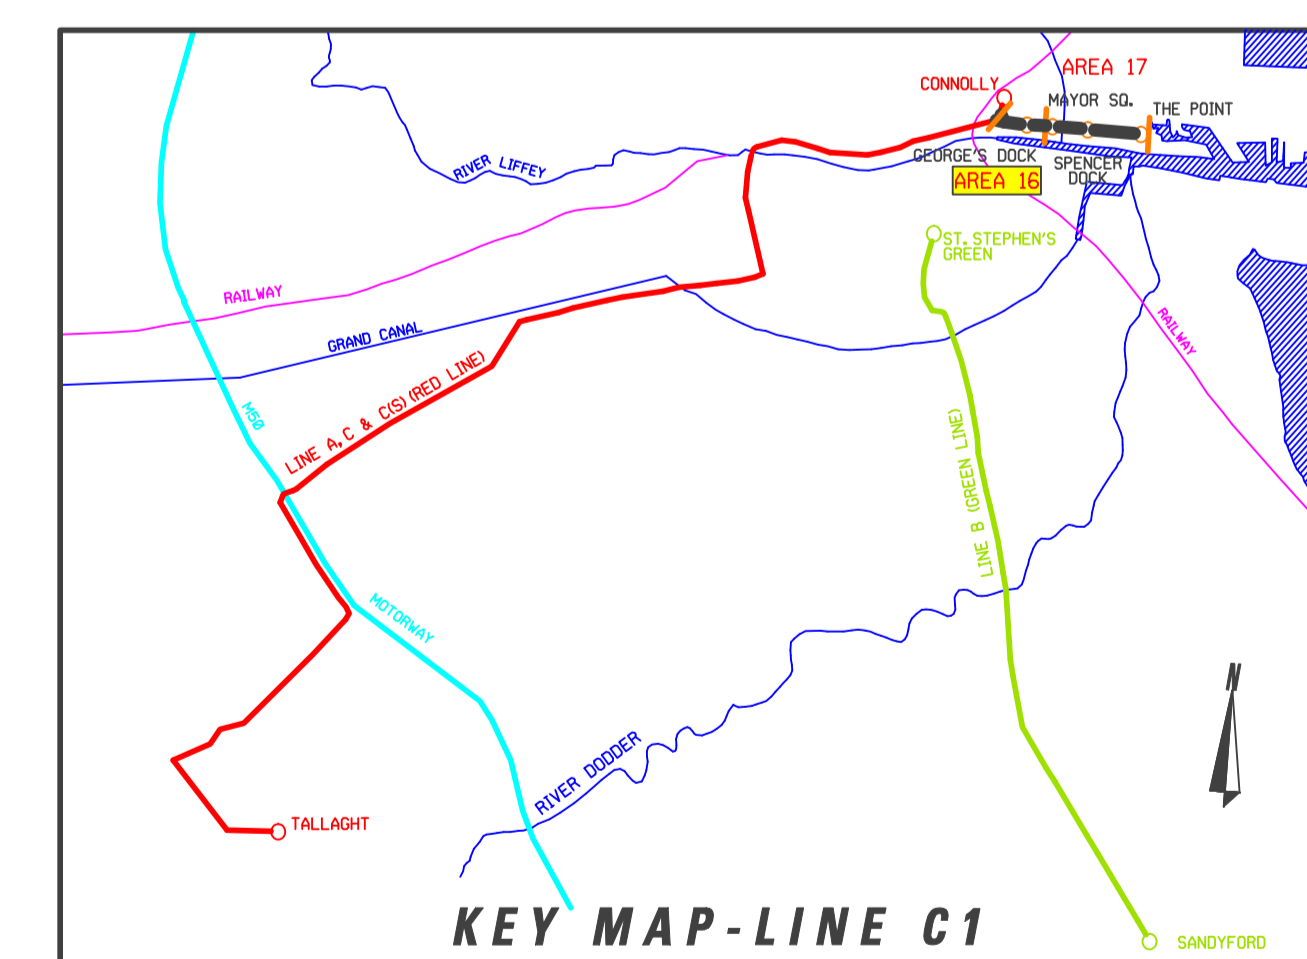 AREA 17
CONNOLLY
MAYOR SQ.
THE POINT
GEORGE'S DOCK
SPENCER
DOCK
AREA 16
RIVER LIFFEY
ST. STEPHEN'S
GREEN
RAILWAY
GRAND CANAL
RAILWAY
LINE A,C & C(S)(RED LINE)
M50
LINE B (GREEN LINE)
MOTORWAY
N
RIVER DODDER
TALLAGHT
KEY MAP-LINE C1
SANDYFORD